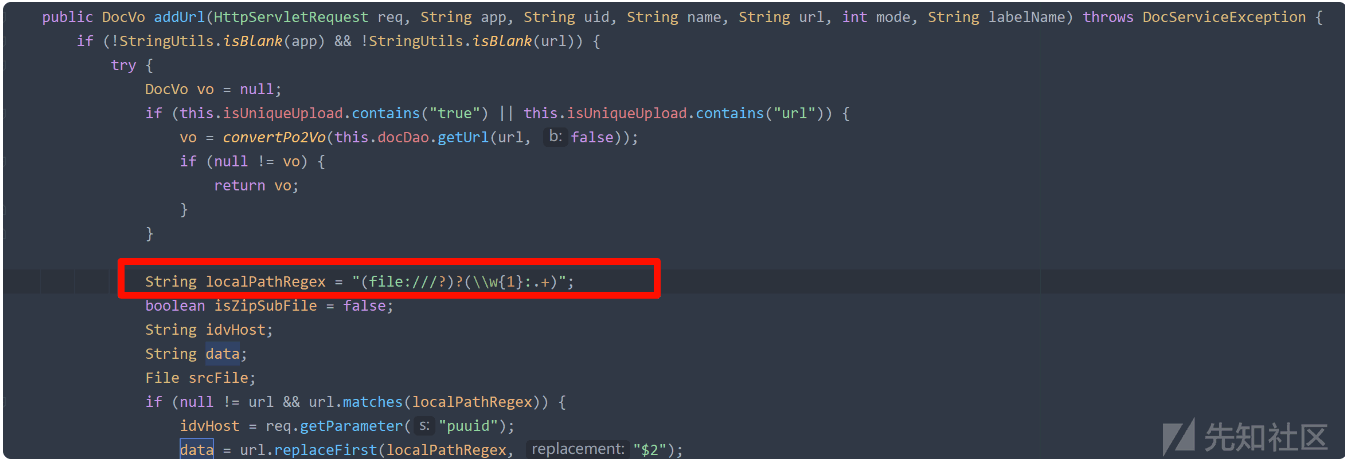 public DocVo addUrl(HttpServletRequest req, String app, String uid, String name, String url, int mode, String labelName) throws DocServiceException {
if (!StringUtils.isBlank(app) && !StringUtils.isBlank(url)) {
try {
DocVo vo = null;
if (this.isUniqueUpload.contains("true") || this.isUniqueUpload.contains("url")) {
vo = convertPo2Vo(this.docDao.getUrl(url, b: false));
if (null != vo) {
return vo;
}
}
String localPathRegex = "(file:///?)?(\\w{1}:.+)";
boolean isZipSubFile = false;
String idvHost;
String data;
File srcFile;
if (null != url && url.matches(localPathRegex)) {
idvHost = req.getParameter( s: "puuid");
data = url.replaceFirst(localPathRegex, replacement: "$2");
先知社区